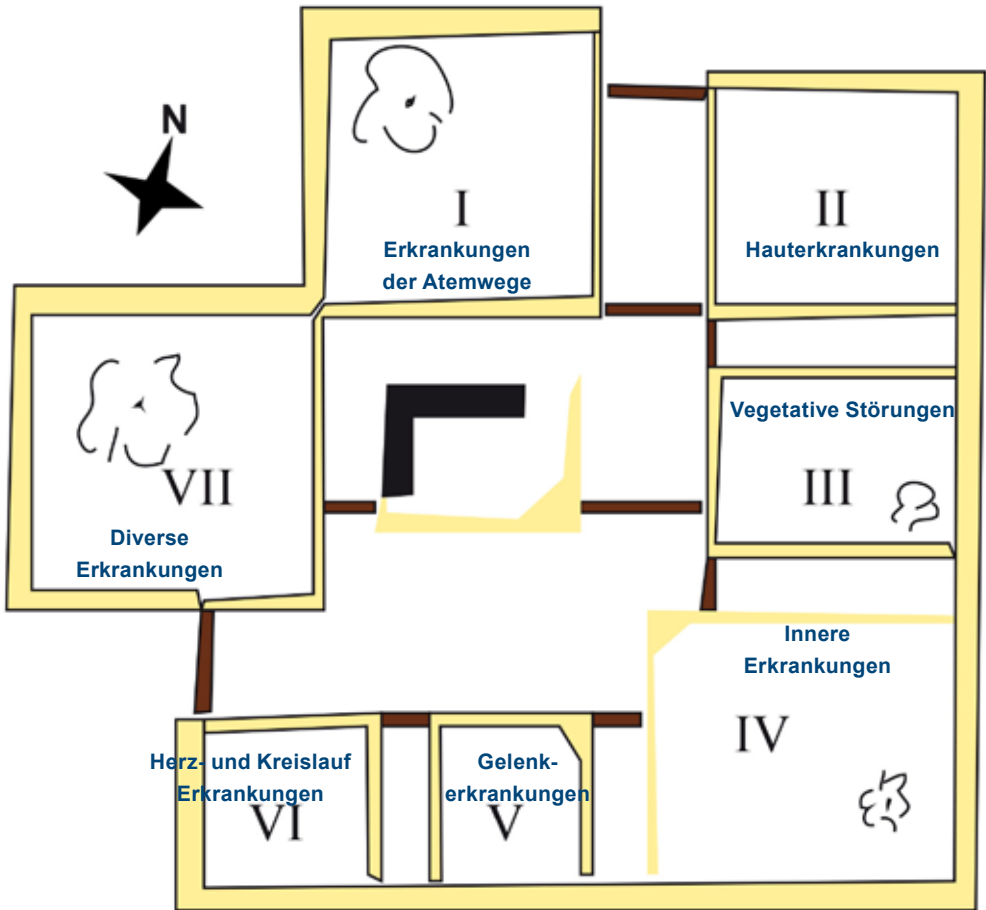 N
I
Erkrankungen
der Atemwege
II
Hauterkrankungen
Vegetative Störungen
III
VII
Diverse
Erkrankungen
Innere
Erkrankungen
IV
Herz- und Kreislauf
Erkrankungen
VI
Gelenk-
erkrankungen
V